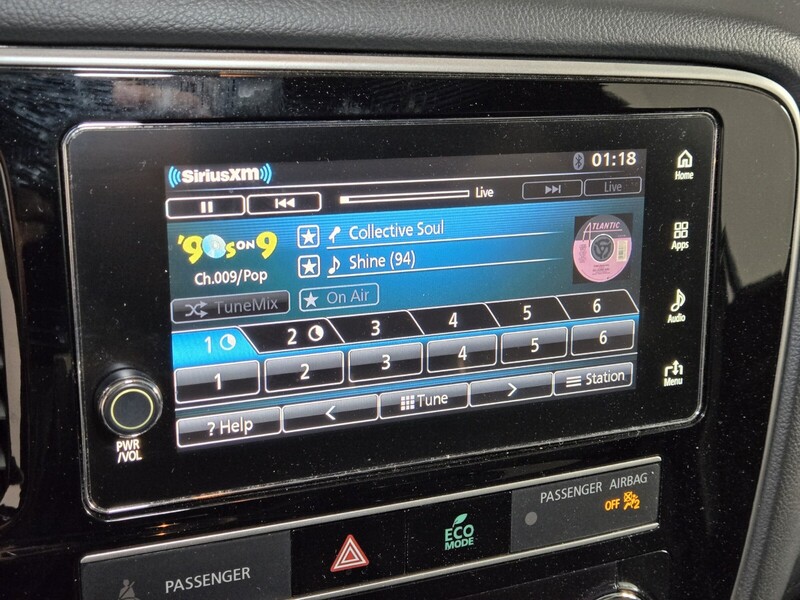 SiriusXM
01:18
Home
Live
Live
'90s ON 9
Collective Soul
Ch.009/Pop
Shine (94)
ATLANTIC
Apps
TuneMix
On Air
Audio
1 2 3 4 5 6
1 2 3 4 5 6
Menu
? Help
<
Tune
>
Station
PWR
/VOL
PASSENGER AIRBAG
OFF 2
ECO
MODE
PASSENGER